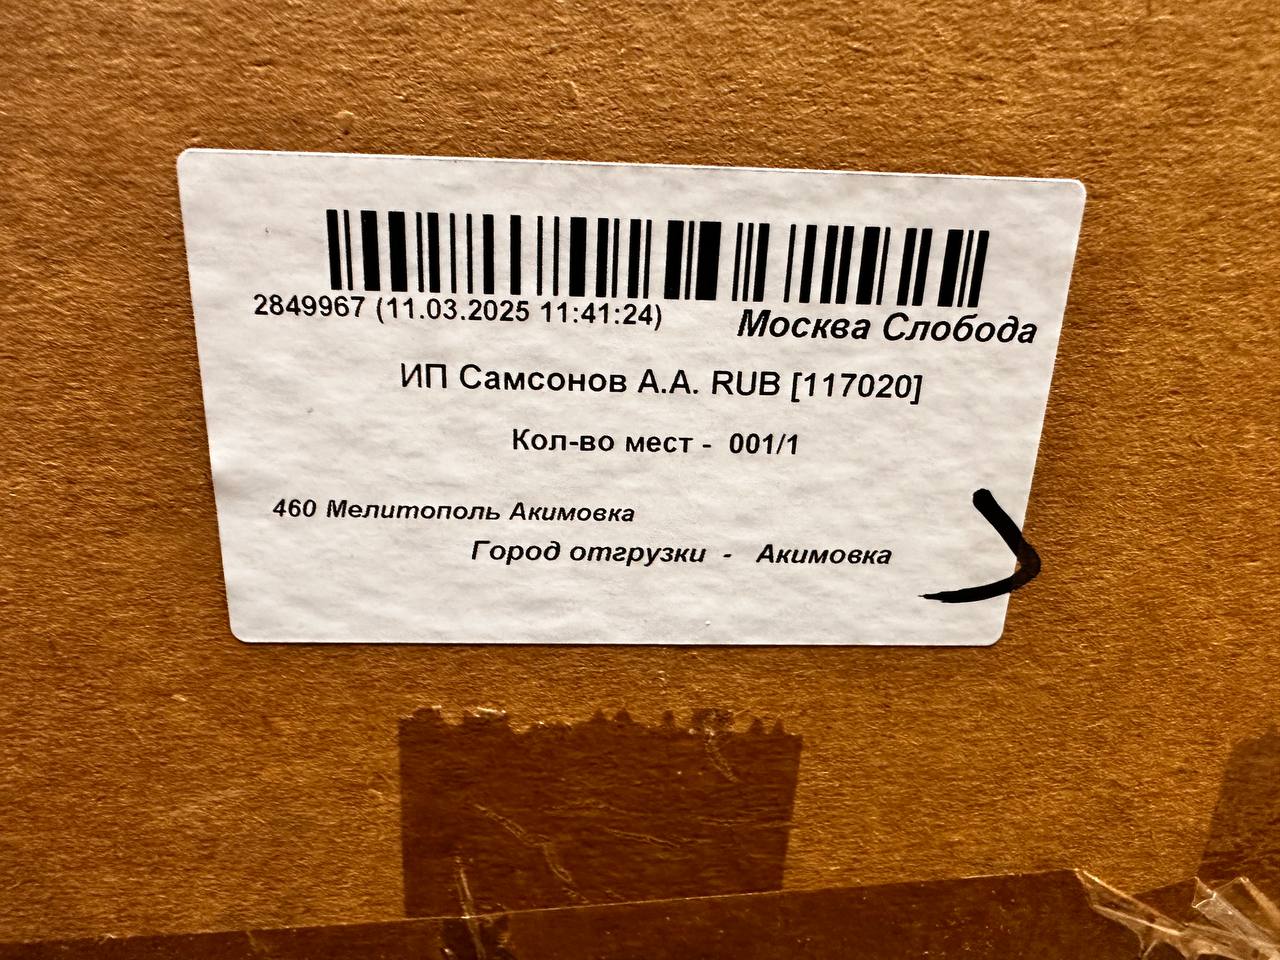 2849967 (11.03.2025 11:41:24)
Москва Слобода
ИП Самсонов А.А. RUB [117020]
Кол-во мест - 001/1
460 Мелитополь Акимовка
Город отгрузки - Акимовка